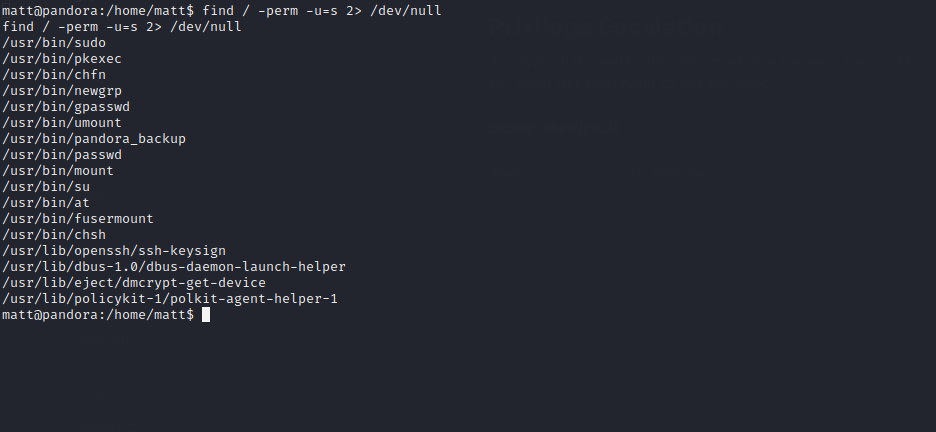 matt@pandora:/home/matt$ find / -perm -u=s 2> /dev/null
find / -perm -u=s 2> /dev/null
/usr/bin/sudo
/usr/bin/pkexec
/usr/bin/chfn
/usr/bin/newgrp
/usr/bin/gpasswd
/usr/bin/umount
/usr/bin/pandora_backup
/usr/bin/passwd
/usr/bin/mount
/usr/bin/su
/usr/bin/at
/usr/bin/fusermount
/usr/bin/chsh
/usr/lib/openssh/ssh-keysign
/usr/lib/dbus-1.0/dbus-daemon-launch-helper
/usr/lib/eject/dmcrypt-get-device
/usr/lib/policykit-1/polkit-agent-helper-1
matt@pandora:/home/matt$